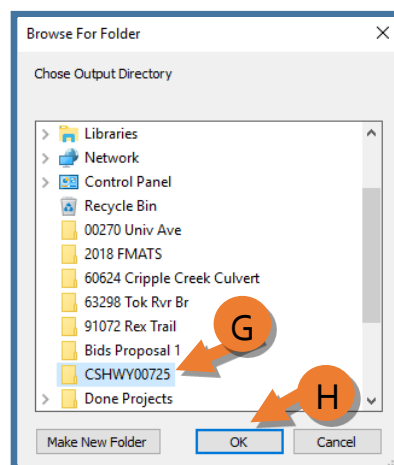 Browse For Folder
Chose Output Directory
Libraries
Network
Control Panel
Recycle Bin
00270 Univ Ave
2018 FMATS
60624 Cripple Creek Culvert
63298 Tok Rvr Br
91072 Rex Trail
G
Bids Proposal 1
CSHWY00725
Done Projects
H
Make New Folder
OK
Cancel